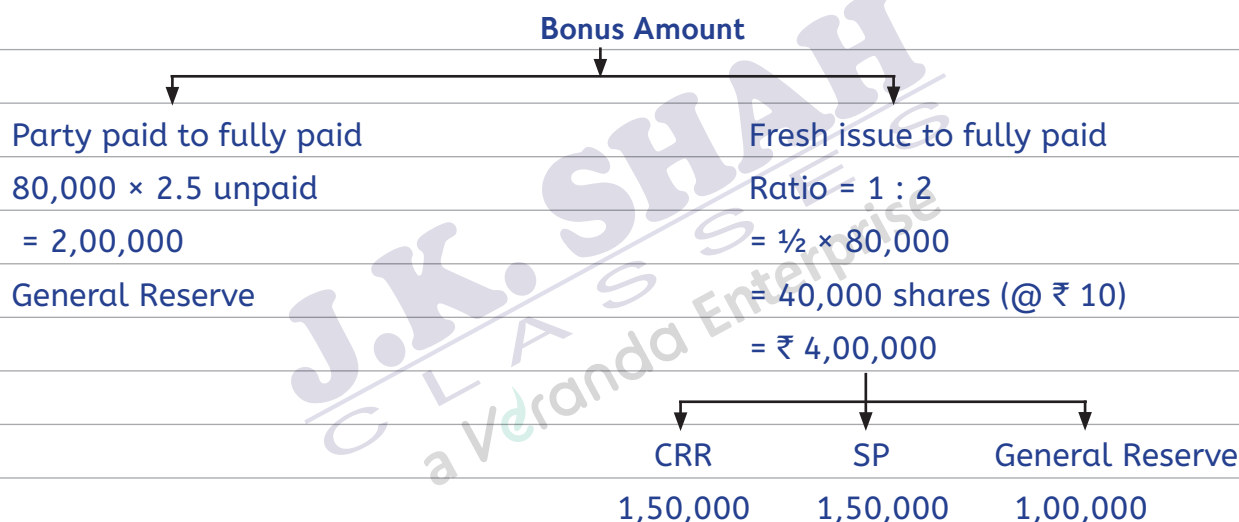 Bonus Amount
Party paid to fully paid
80,000 × 2.5 unpaid
= 2,00,000
General Reserve
Fresh issue to fully paid
Ratio = 1 : 2
= ½ × 80,000
= 40,000 shares (@ ₹ 10)
= ₹ 4,00,000
CRR SP General Reserve
1,50,000 1,50,000 1,00,000
J.K. SHAH
CLASSES
a Veranda Enterprise